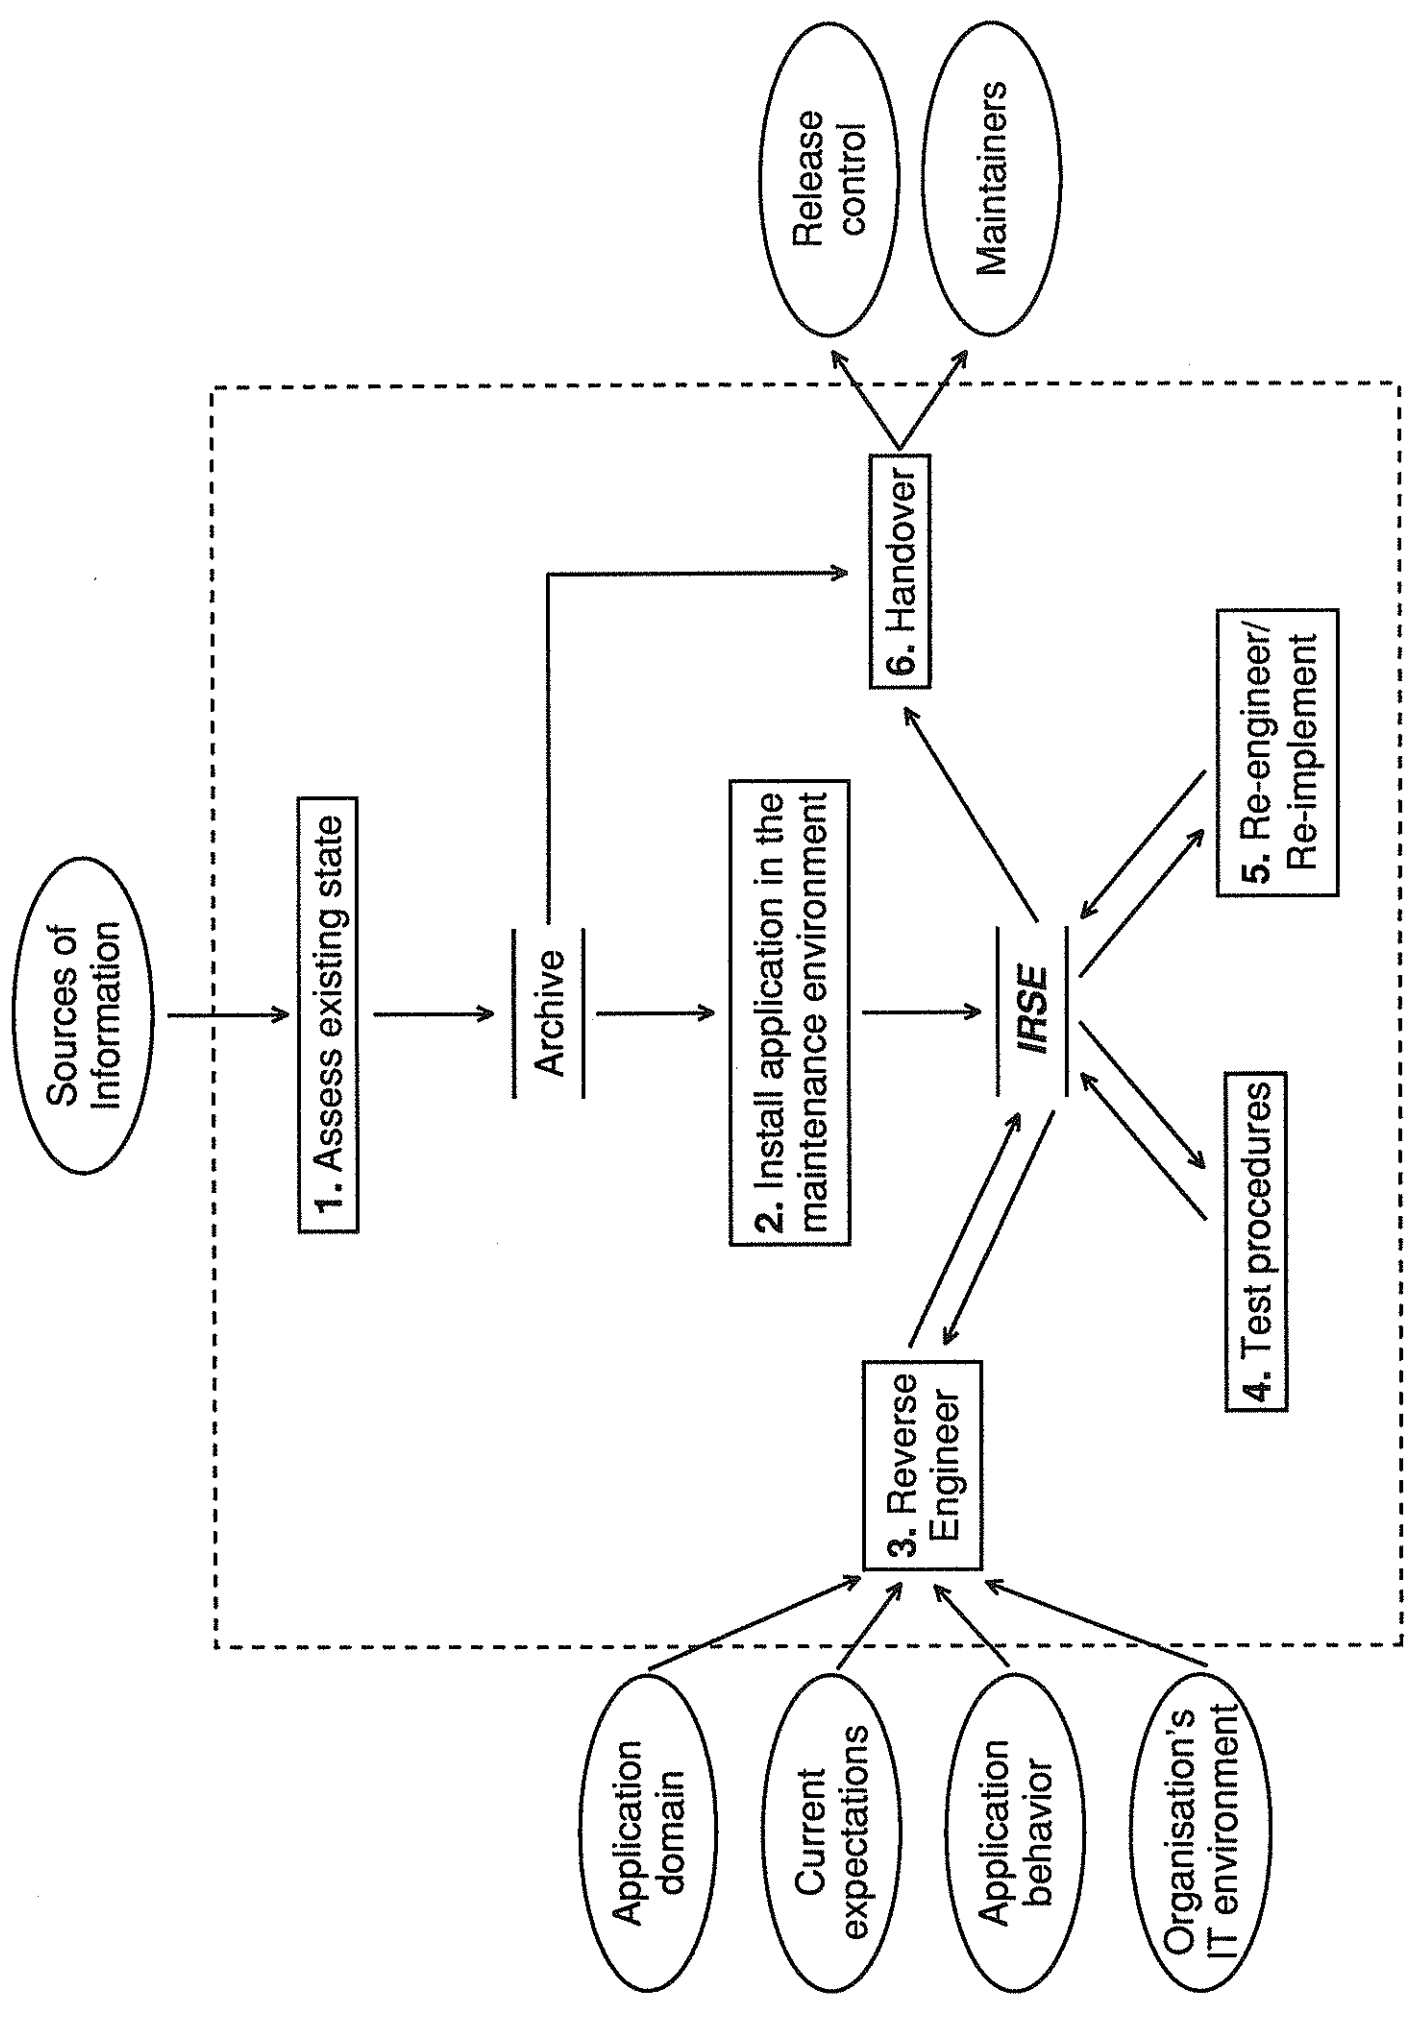 Sources of
Information
1. Assess existing state
Archive
2. Install application in the
maintenance environment
IRSE
3. Reverse
Engineer
4. Test procedures
5. Re-engineer/
Re-implement
6. Handover
Release
control
Maintainers
Application
domain
Current
expectations
Application
behavior
Organisation's
IT environment